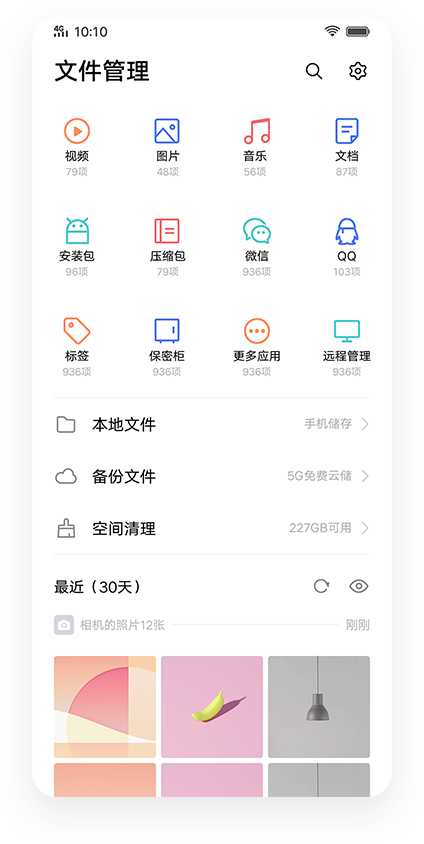 4G 10:10
文件管理
视频 图片 音乐 文档
79项 48项 56项 87项
安装包 压缩包 微信 QQ
96项 79项 936项 103项
标签 保密柜 更多应用 远程管理
936项 936项 936项 936项
本地文件 手机储存
备份文件 5G免费云储
空间清理 227GB可用
最近（30天）
相机的照片12张 刚刚